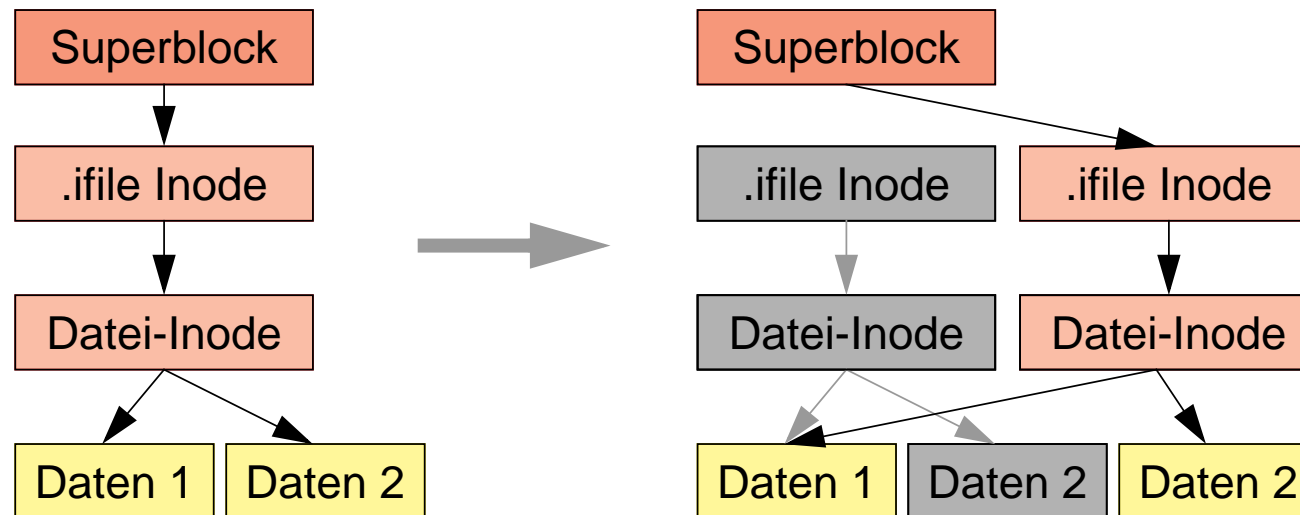 Superblock
Superblock
.ifile Inode
.ifile Inode
.ifile Inode
Datei-Inode
Datei-Inode
Datei-Inode
Daten 1
Daten 2
Daten 1
Daten 2
Daten 2